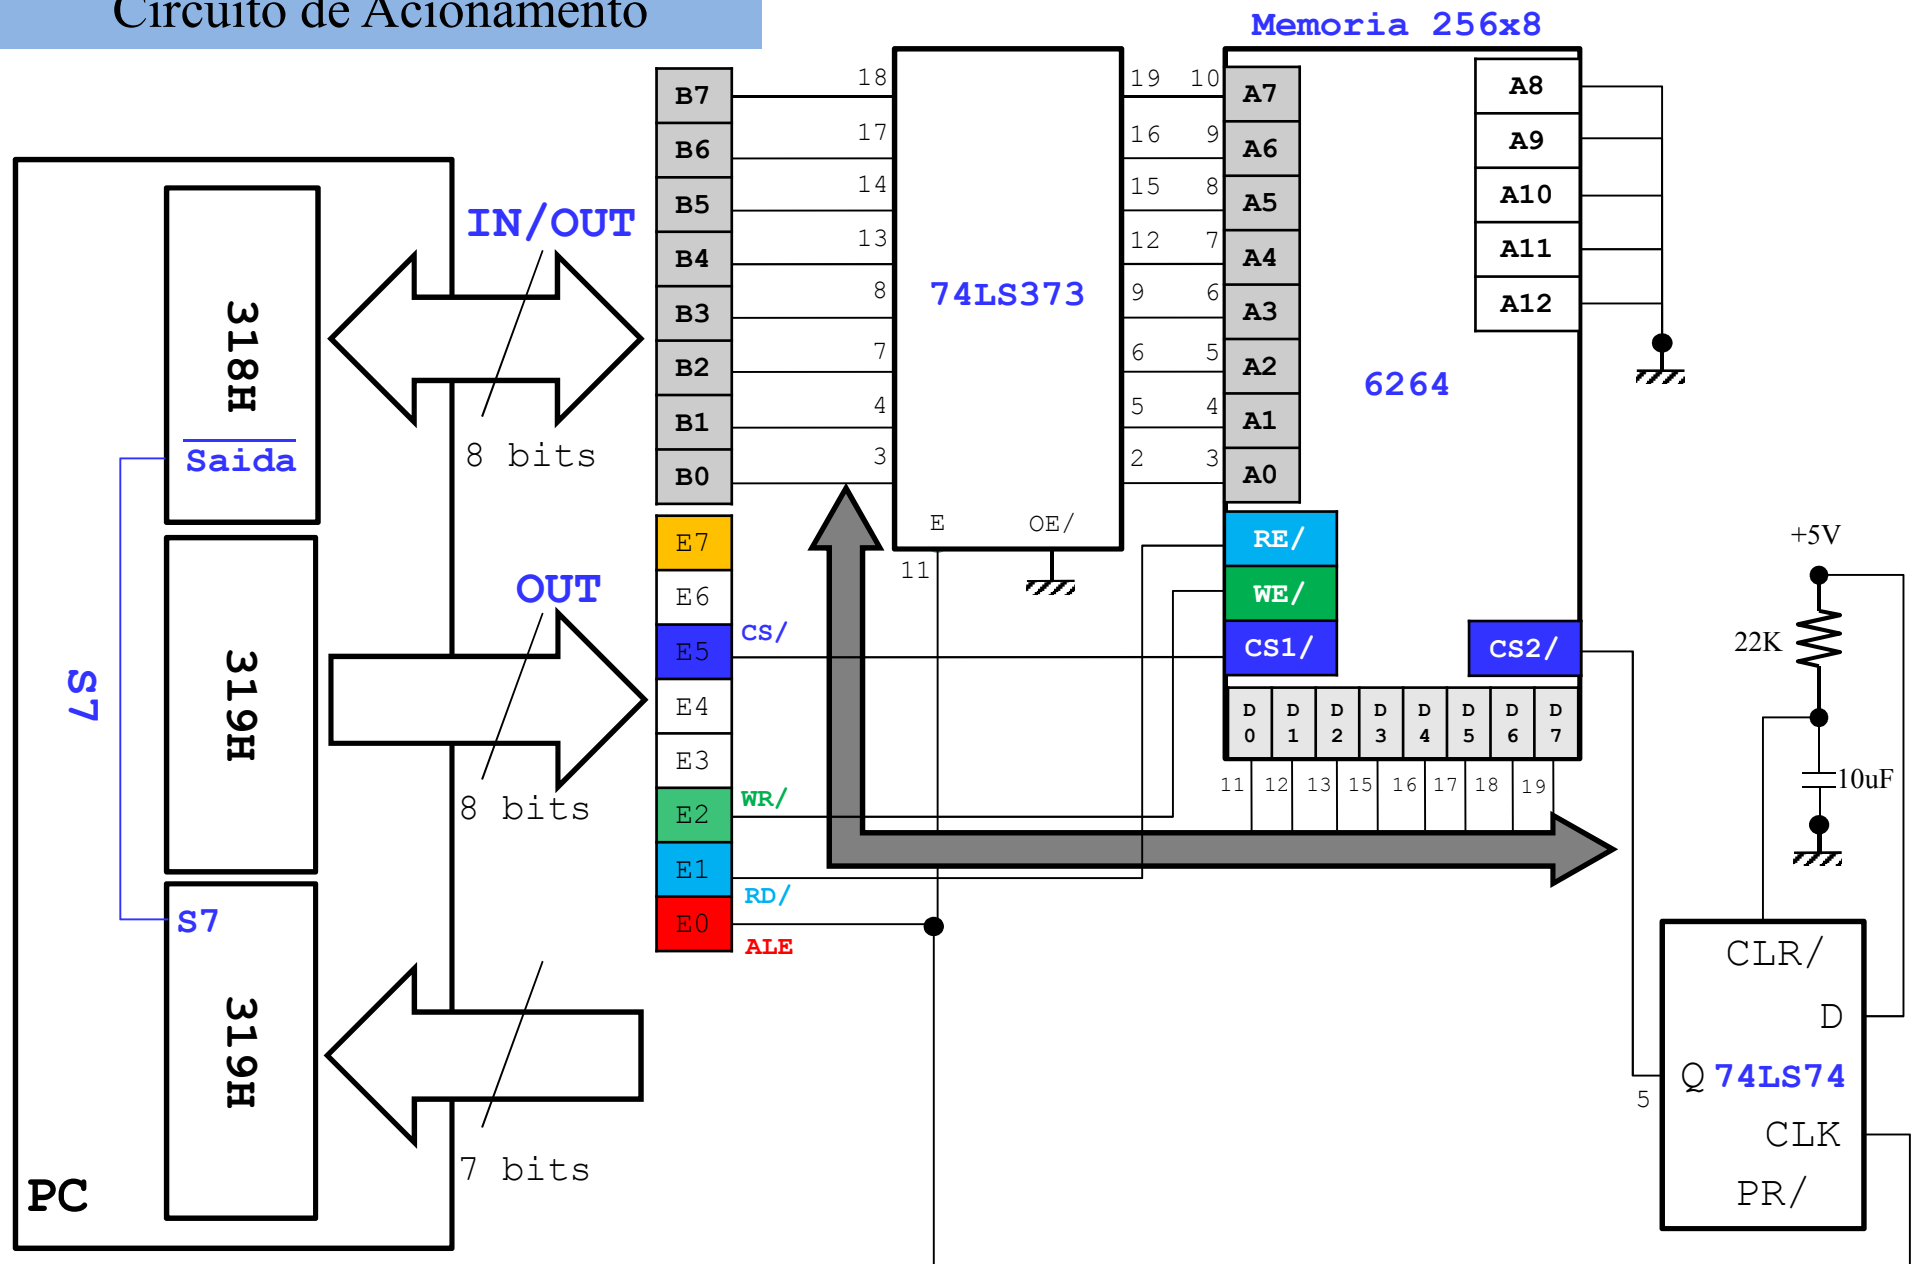 Circuito de Acionamento
Memoria 256x8
B7
B6
B5
B4
B3
B2
B1
B0
18
17
14
13
8
7
4
3
74LS373
E
OE/
11
19
16
15
12
9
6
5
2
10
9
8
7
6
5
4
3
A7
A6
A5
A4
A3
A2
A1
A0
A8
A9
A10
A11
A12
6264
RE/
WE/
CS1/
CS2/
D0
D1
D2
D3
D4
D5
D6
D7
11
12
13
15
16
17
18
19
E7
E6
E5
E4
E3
E2
E1
E0
CS/
WR/
RD/
ALE
318H
Saida
S7
319H
S7
319H
PC
IN/OUT
8 bits
OUT
8 bits
7 bits
+5V
22K
10uF
CLR/
D
Q
74LS74
5
CLK
PR/